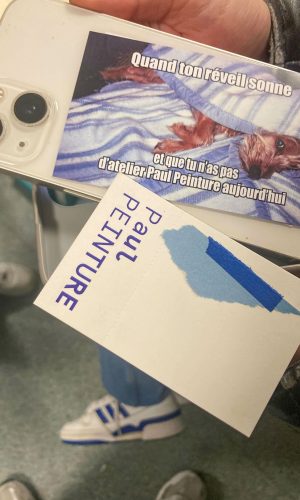 Quand ton réveil sonne
et que tu n'as pas
d'atelier Paul Peinture aujourd'hui
Paul
PEINTURE